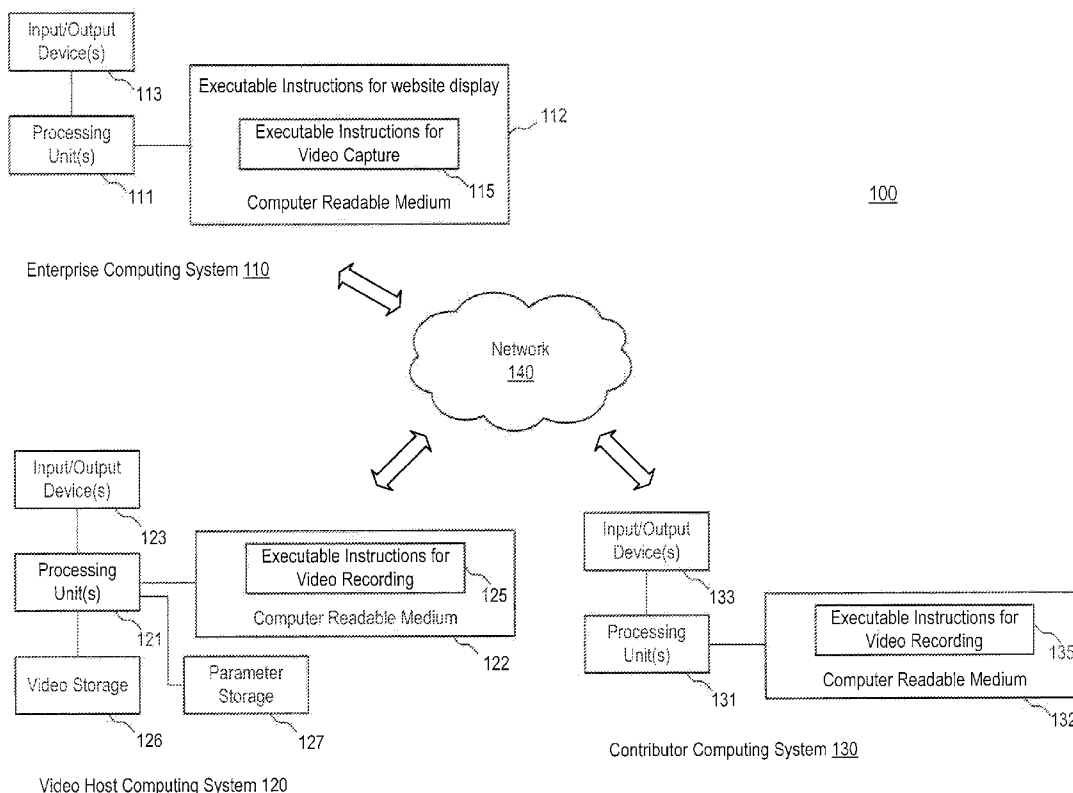 Input/Output
Device(s)
113
Processing
Unit(s)
111
Executable Instructions for website display
112
Executable Instructions for
Video Capture
115
Computer Readable Medium
100
Enterprise Computing System 110
Network
140
Input/Output
Device(s)
123
Processing
Unit(s)
121
Executable Instructions for
Video Recording
125
Computer Readable Medium
122
Video Storage
126
Parameter
Storage
127
Video Host Computing System 120
Input/Output
Device(s)
133
Processing
Unit(s)
131
Executable Instructions for
Video Recording
135
Computer Readable Medium
132
Contributor Computing System 130